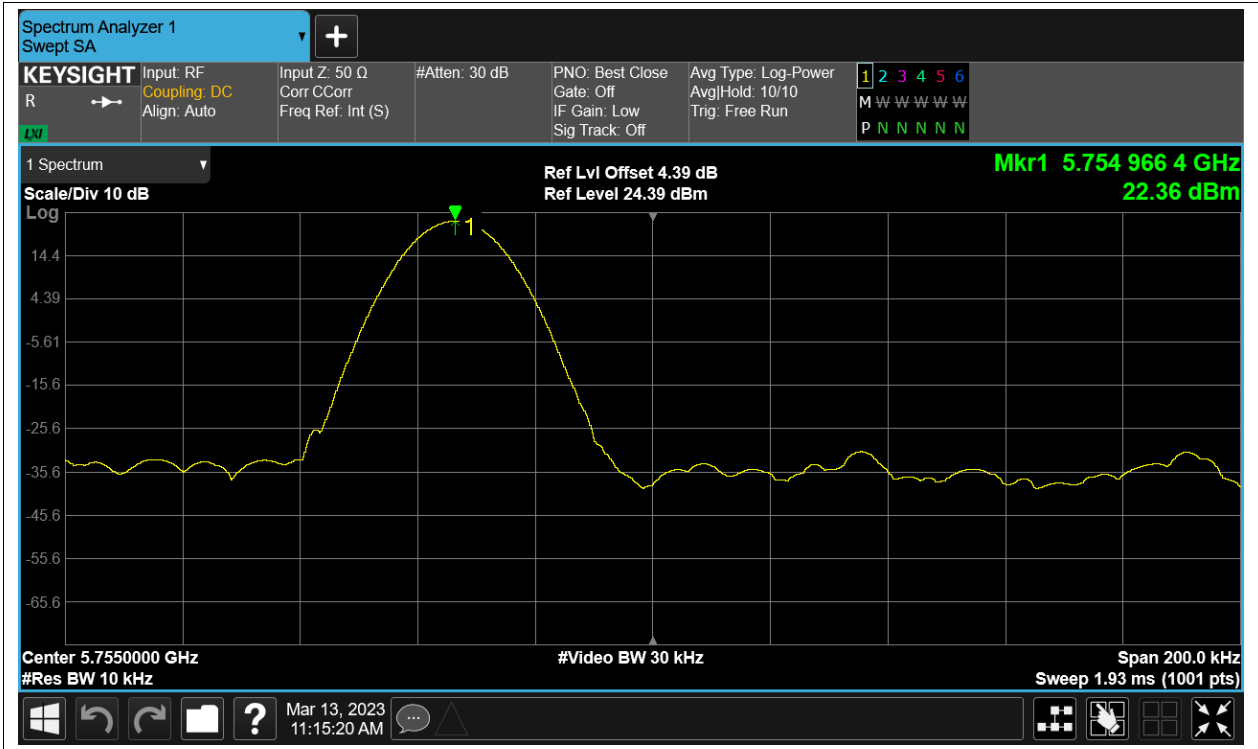 Spectrum Analyzer 1
Swept SA
+
KEYSIGHT
R
LXI
Input: RF
Coupling: DC
Align: Auto
Input Z: 50 Ω
Corr CCorr
Freq Ref: Int (S)
#Atten: 30 dB
PNO: Best Close
Gate: Off
IF Gain: Low
Sig Track: Off
Avg Type: Log-Power
Avg|Hold: 10/10
Trig: Free Run
1 2 3 4 5 6
M W W W W W W
P N N N N N
1 Spectrum
Scale/Div 10 dB
Log
Ref Lvl Offset 4.39 dB
Ref Level 24.39 dBm
Mkr1 5.754 966 4 GHz
22.36 dBm
1
14.4
4.39
-5.61
-15.6
-25.6
-35.6
-45.6
-55.6
-65.6
Center 5.7550000 GHz
#Video BW 30 kHz
Span 200.0 kHz
#Res BW 10 kHz
Sweep 1.93 ms (1001 pts)
?
Mar 13, 2023
11:15:20 AM